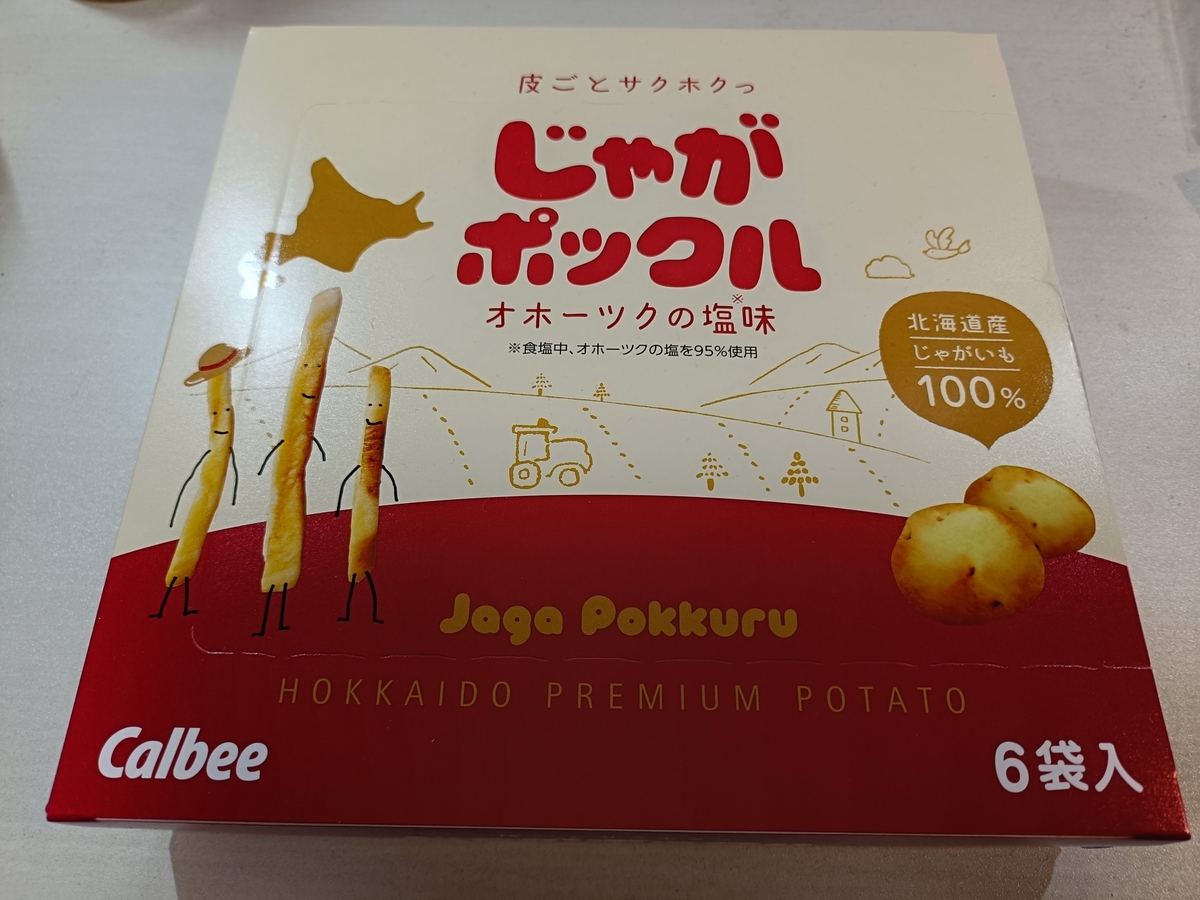 皮ごとサクホクっ
じゃが
ポックル
オホーツクの塩※味
※食塩中、オホーツクの塩を95%使用
北海道産
じゃがいも
100%
Jaga Pokkuru
HOKKAIDO PREMIUM POTATO
Calbee
6袋入